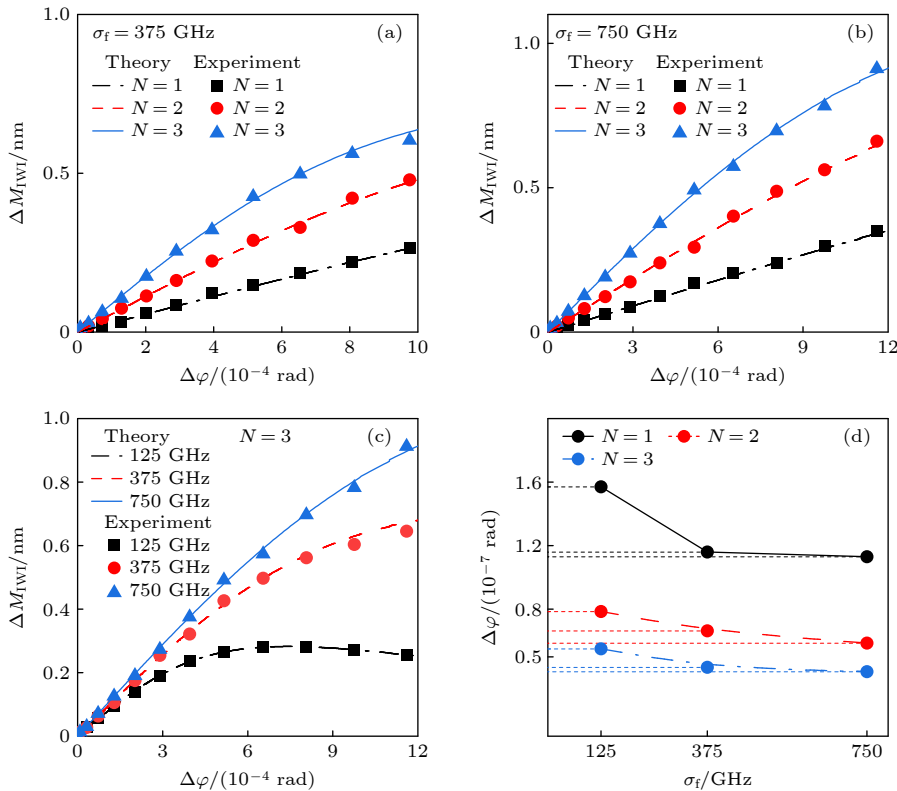 σf = 375 GHz (a)
Theory Experiment
N = 1 N = 1
N = 2 N = 2
N = 3 N = 3
1.0
0.5
0
ΔM_IWI/nm
0 2 4 6 8 10
Δφ/(10⁻⁴ rad)
σf = 750 GHz (b)
Theory Experiment
N = 1 N = 1
N = 2 N = 2
N = 3 N = 3
1.0
0.5
0
ΔM_IWI/nm
0 3 6 9 12
Δφ/(10⁻⁴ rad)
Theory N = 3 (c)
125 GHz
375 GHz
750 GHz
Experiment
125 GHz
375 GHz
750 GHz
1.0
0.8
0.6
0.4
0.2
0
ΔM_IWI/nm
0 3 6 9 12
Δφ/(10⁻⁴ rad)
N = 1 N = 2 (d)
N = 3
1.6
1.2
0.8
0.5
Δφ/(10⁻⁷ rad)
125 375 750
σf/GHz